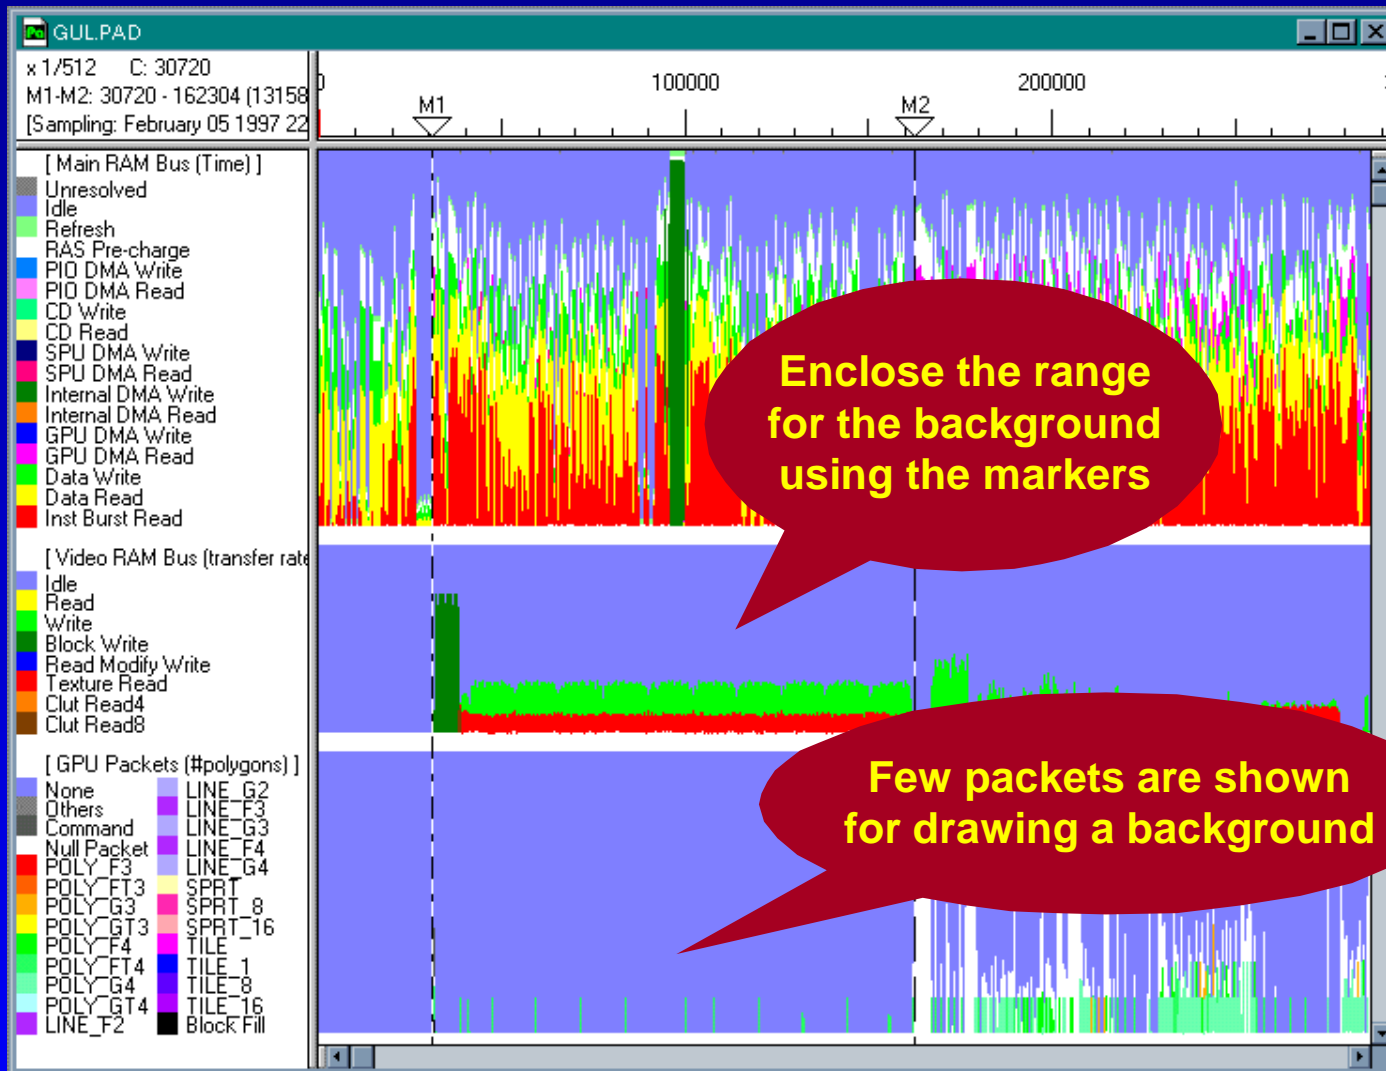 GUL.PAD
x 1/512 C: 30720
M1-M2: 30720 - 162304 (13158
[Sampling: February 05 1997 22
100000
200000
M1
M2
[ Main RAM Bus (Time) ]
Unresolved
Idle
Refresh
RAS Pre-charge
PIO DMA Write
PIO DMA Read
CD Write
CD Read
SPU DMA Write
SPU DMA Read
Internal DMA Write
Internal DMA Read
GPU DMA Write
GPU DMA Read
Data Write
Data Read
Inst Burst Read
[ Video RAM Bus (transfer rate
Idle
Read
Write
Block Write
Read Modify Write
Texture Read
Clut Read4
Clut Read8
[ GPU Packets (#polygons) ]
None
Others
Command
Null Packet
POLY_F3
POLY_FT3
POLY_G3
POLY_GT3
POLY_F4
POLY_FT4
POLY_G4
POLY_GT4
LINE_F2
LINE_G2
LINE_F3
LINE_G3
LINE_F4
LINE_G4
SPRT
SPRT_8
SPRT_16
TILE
TILE_1
TILE_8
TILE_16
Block Fill
Enclose the range
for the background
using the markers
Few packets are shown
for drawing a background